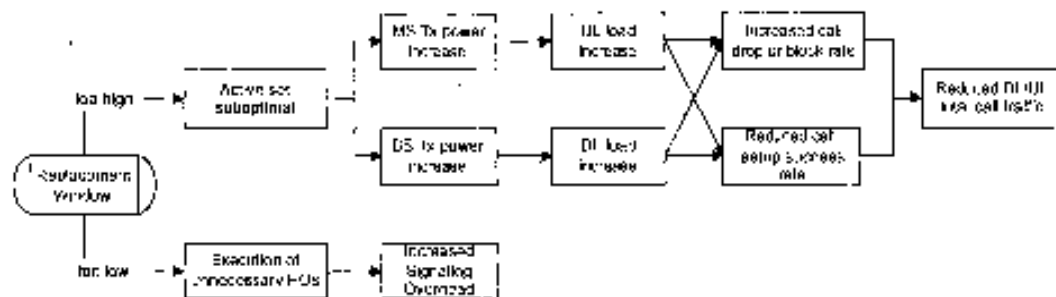 MS Tx power
increase
UL load
increase
Increased call
drop or block rate
too high
Active set
suboptimal
Reduced DL/UL
total call traffic
BS Tx power
increase
DL load
increase
Reduced call
setup success
rate
Replacement
Window
too low
Execution of
unnecessary HOs
Increased
Signaling
Overhead